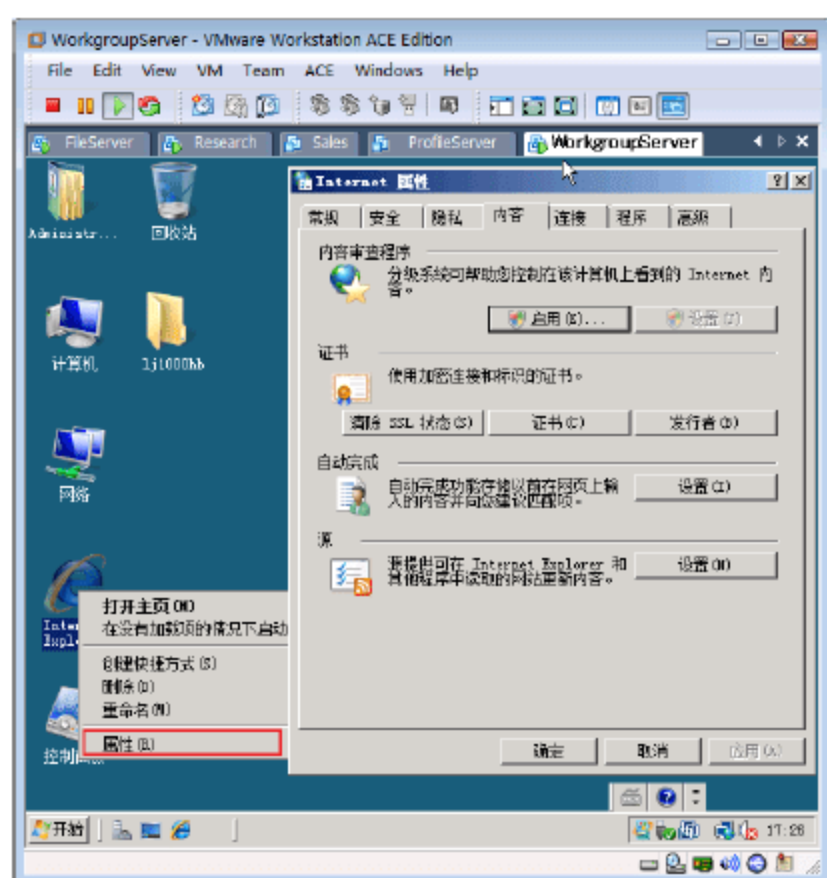 WorkgroupServer - VMware Workstation ACE Edition
File Edit View VM Team ACE Windows Help
FileServer Research Sales ProfileServer WorkgroupServer
Administr...
回收站
计算机
lji000hb
网络
控制
Internet 属性
常规 安全 隐私 内容 连接 程序 高级
内容审查程序
分级系统可帮助您控制在该计算机上看到的 Internet 内
容。
启用(E)... 设置(T)
证书
使用加密连接和标识的证书。
清除 SSL 状态(S) 证书(C) 发行者(B)
自动完成
自动完成功能存储以前在网页上输
入的内容并向您建议匹配项。
设置(I)
源
源提供可在 Internet Explorer 和
其他程序中读取的网站更新内容。
设置(N)
确定 取消 应用(A)
打开主页(H)
在没有加载项的情况下启动
创建快捷方式(S)
删除(D)
重命名(M)
属性(R)
开始
17:26